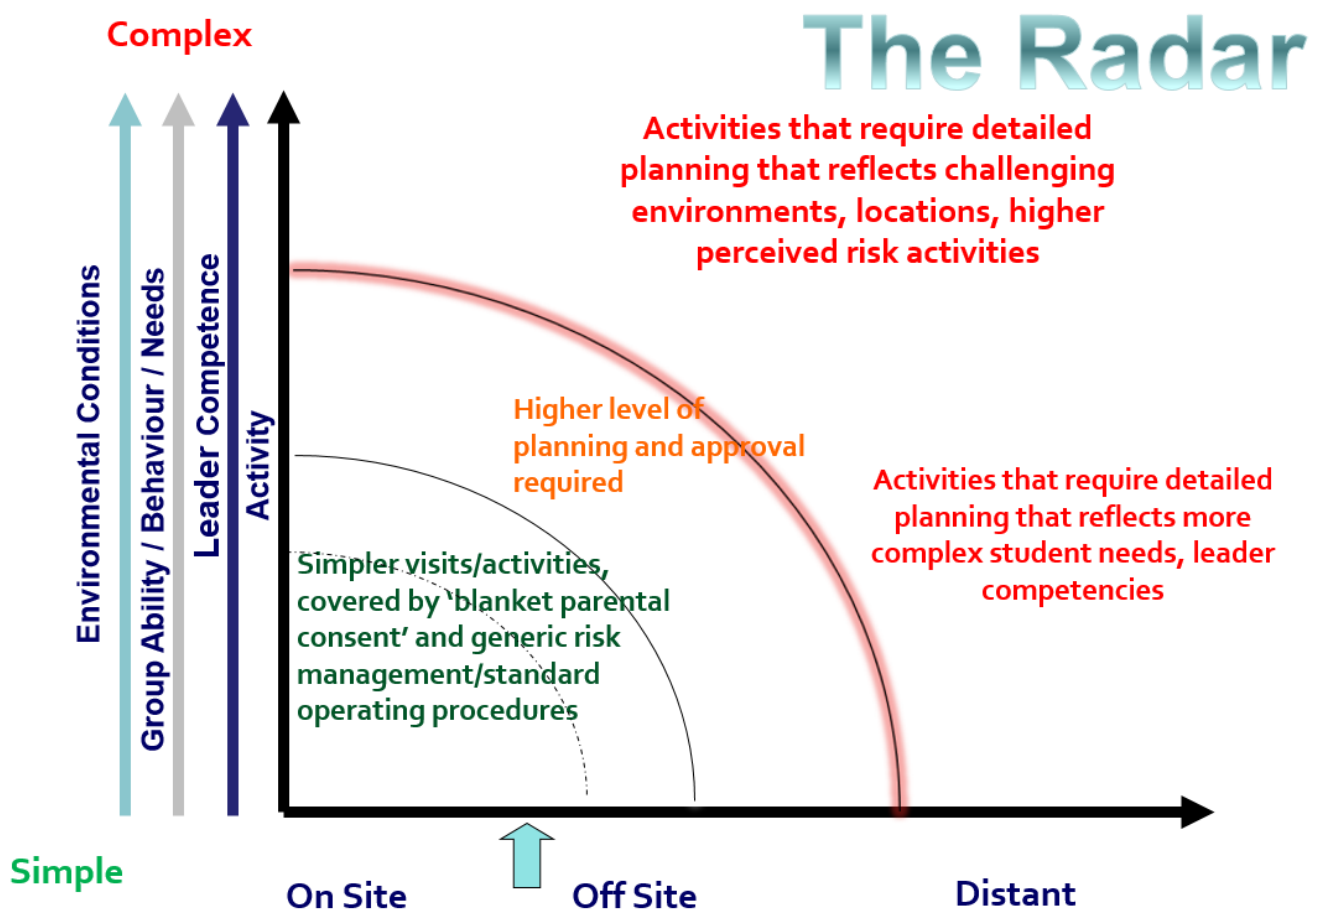 Complex
The Radar
Activities that require detailed
planning that reflects challenging
environments, locations, higher
perceived risk activities
Environmental Conditions
Group Ability / Behaviour / Needs
Leader Competence
Activity
Higher level of
planning and approval
required
Activities that require detailed
planning that reflects more
complex student needs, leader
competencies
Simpler visits/activities,
covered by ‘blanket parental
consent’ and generic risk
management/standard
operating procedures
Simple
On Site
Off Site
Distant